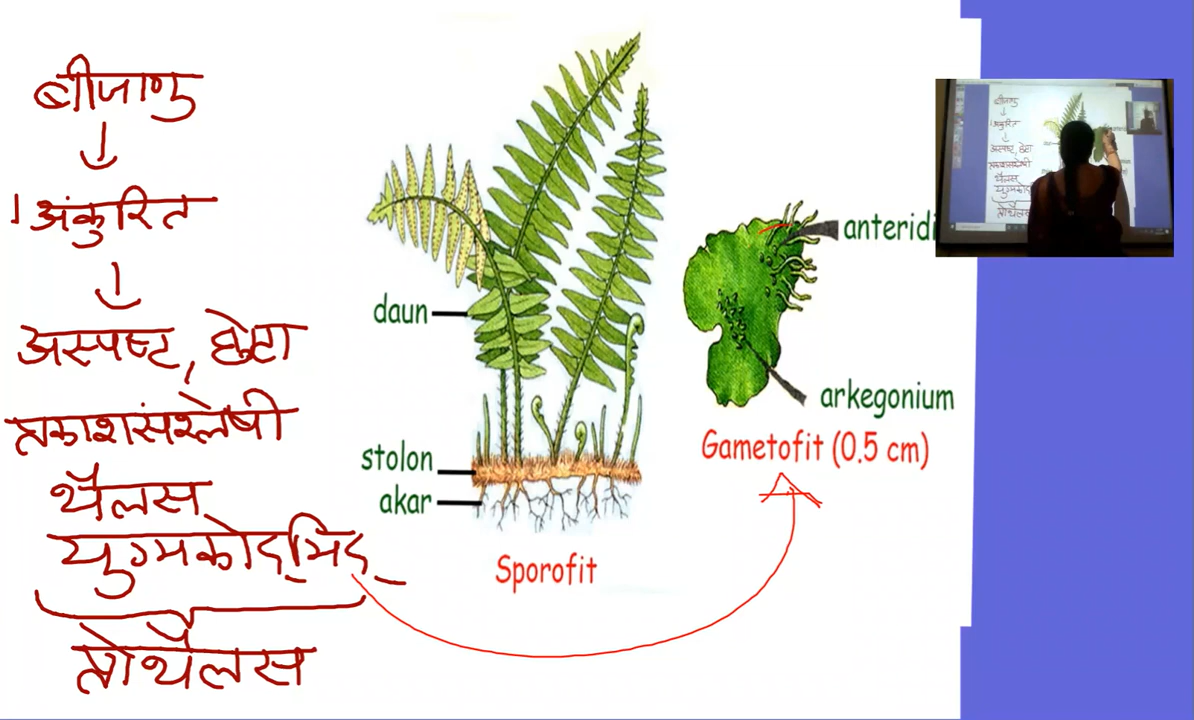 बीजाणु
अंकुरित
अस्पष्ट, छोटा
प्रकाशसंश्लेषी
थैलस
युग्मकोद्भिद
प्रोथैलस
daun
stolon
akar
Sporofit
anteridi
arkegonium
Gametofit (0.5 cm)